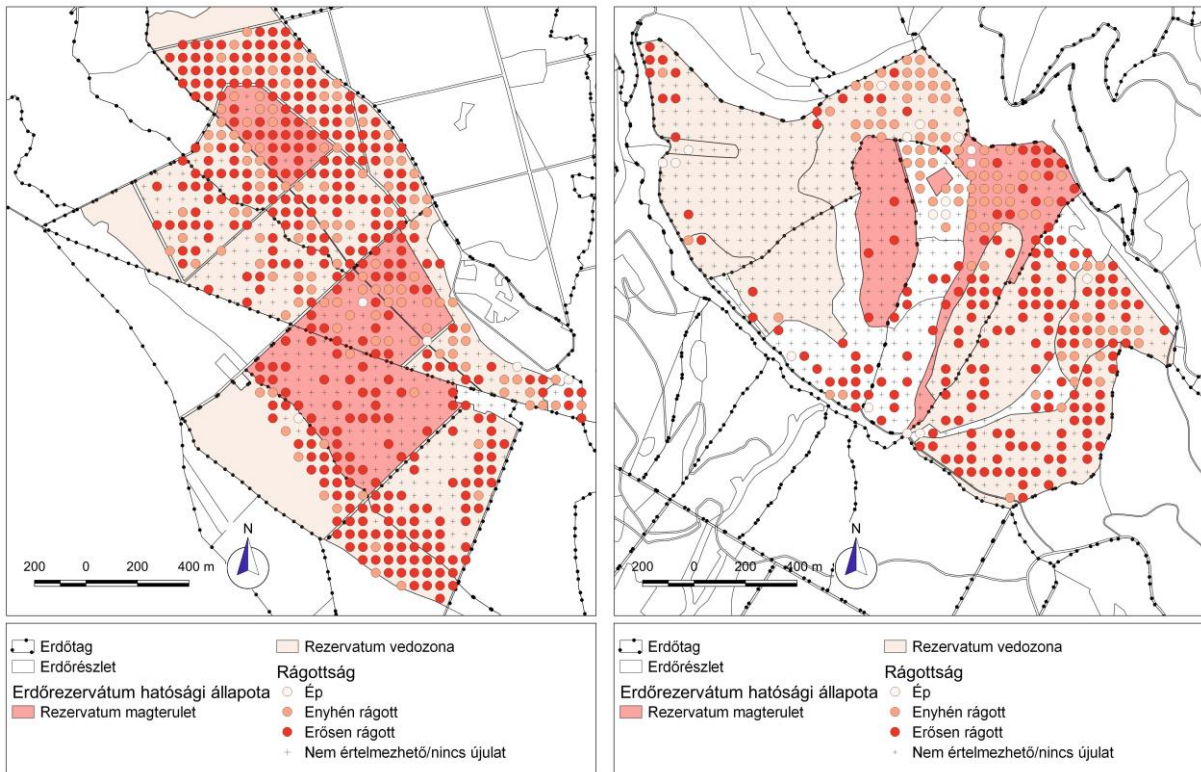 N
200 0 200 400 m
Erdőtag
Erdőrészlet
Erdőrezervátum hatósági állapota
Rezervatum magterulet
Rezervatum vedozona
Rágottság
Ép
Enyhén rágott
Erősen rágott
Nem értelmezhető/nincs újulat
N
200 0 200 400 m
Erdőtag
Erdőrészlet
Erdőrezervátum hatósági állapota
Rezervatum magterulet
Rezervatum vedozona
Rágottság
Ép
Enyhén rágott
Erősen rágott
Nem értelmezhető/nincs újulat